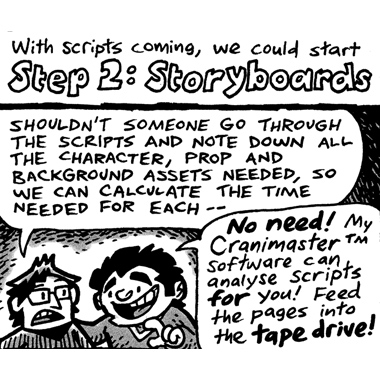 With scripts coming, we could start
Step 2: Storyboards
SHOULDN'T SOMEONE GO THROUGH
THE SCRIPTS AND NOTE DOWN ALL
THE CHARACTER, PROP AND
BACKGROUND ASSETS NEEDED, SO
WE CAN CALCULATE THE TIME
NEEDED FOR EACH --
No need! My
Cranimaster™
Software can
analyse scripts
for you! Feed
the pages into
the tape drive!